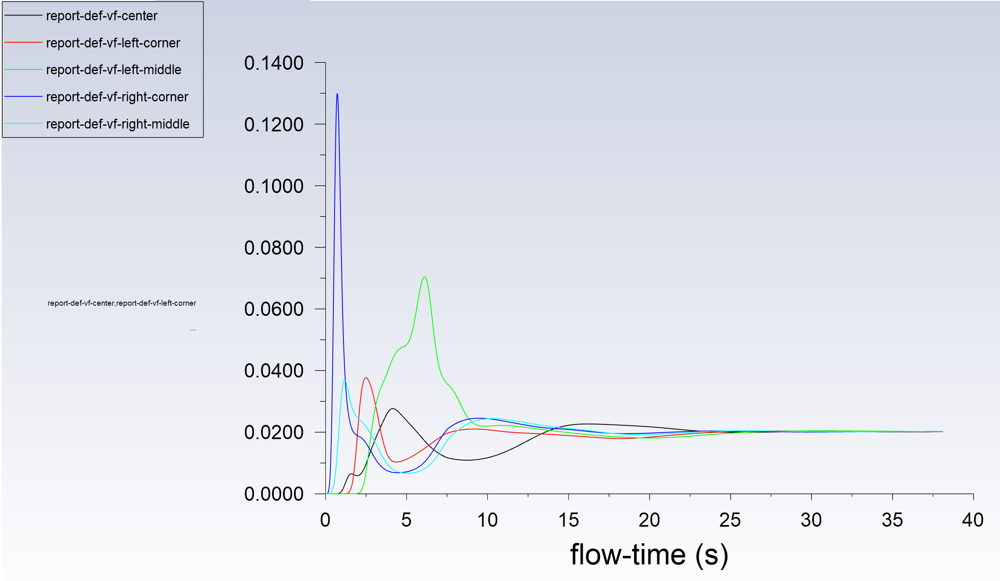 report-def-vf-center
report-def-vf-left-corner
report-def-vf-left-middle
report-def-vf-right-corner
report-def-vf-right-middle
0.1400
0.1200
0.1000
0.0800
report-def-vf-center,report-def-vf-left-corner
...
0.0600
0.0400
0.0200
0.0000
0 5 10 15 20 25 30 35 40
flow-time (s)